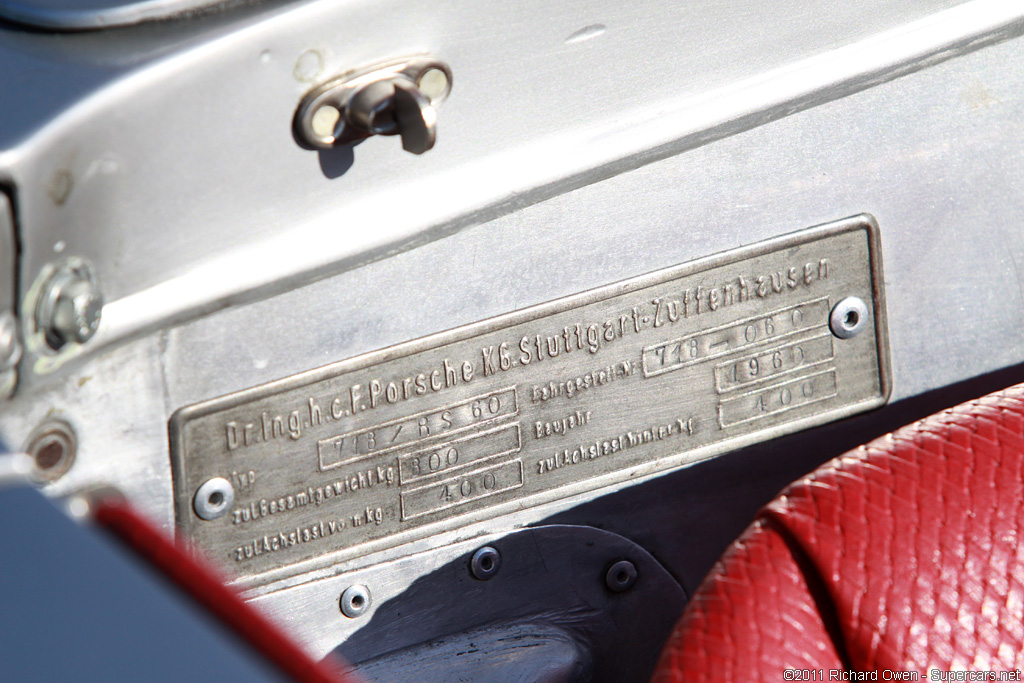 Dr. Ing. h.c. F. Porsche KG. Stuttgart-Zuffenhausen
Typ 718/RS 60 Fahrgestell-Nr. 718-060
zul. Gesamtgewicht kg 800 Baujahr 1960
zul. Achslast vorn kg 400 zul. Achslast hinten kg 400
©2011 Richard Owen - Supercars.net